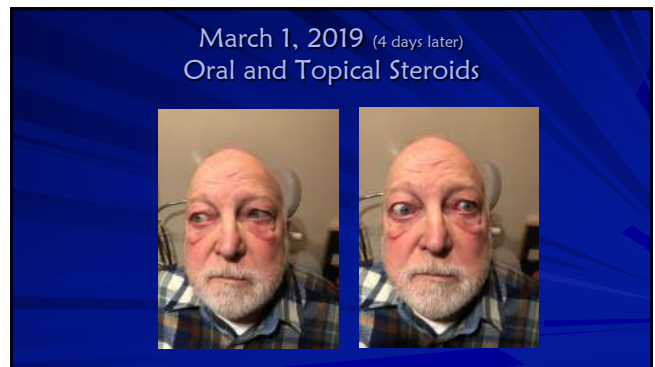 March 1, 2019 (4 days later)
Oral and Topical Steroids